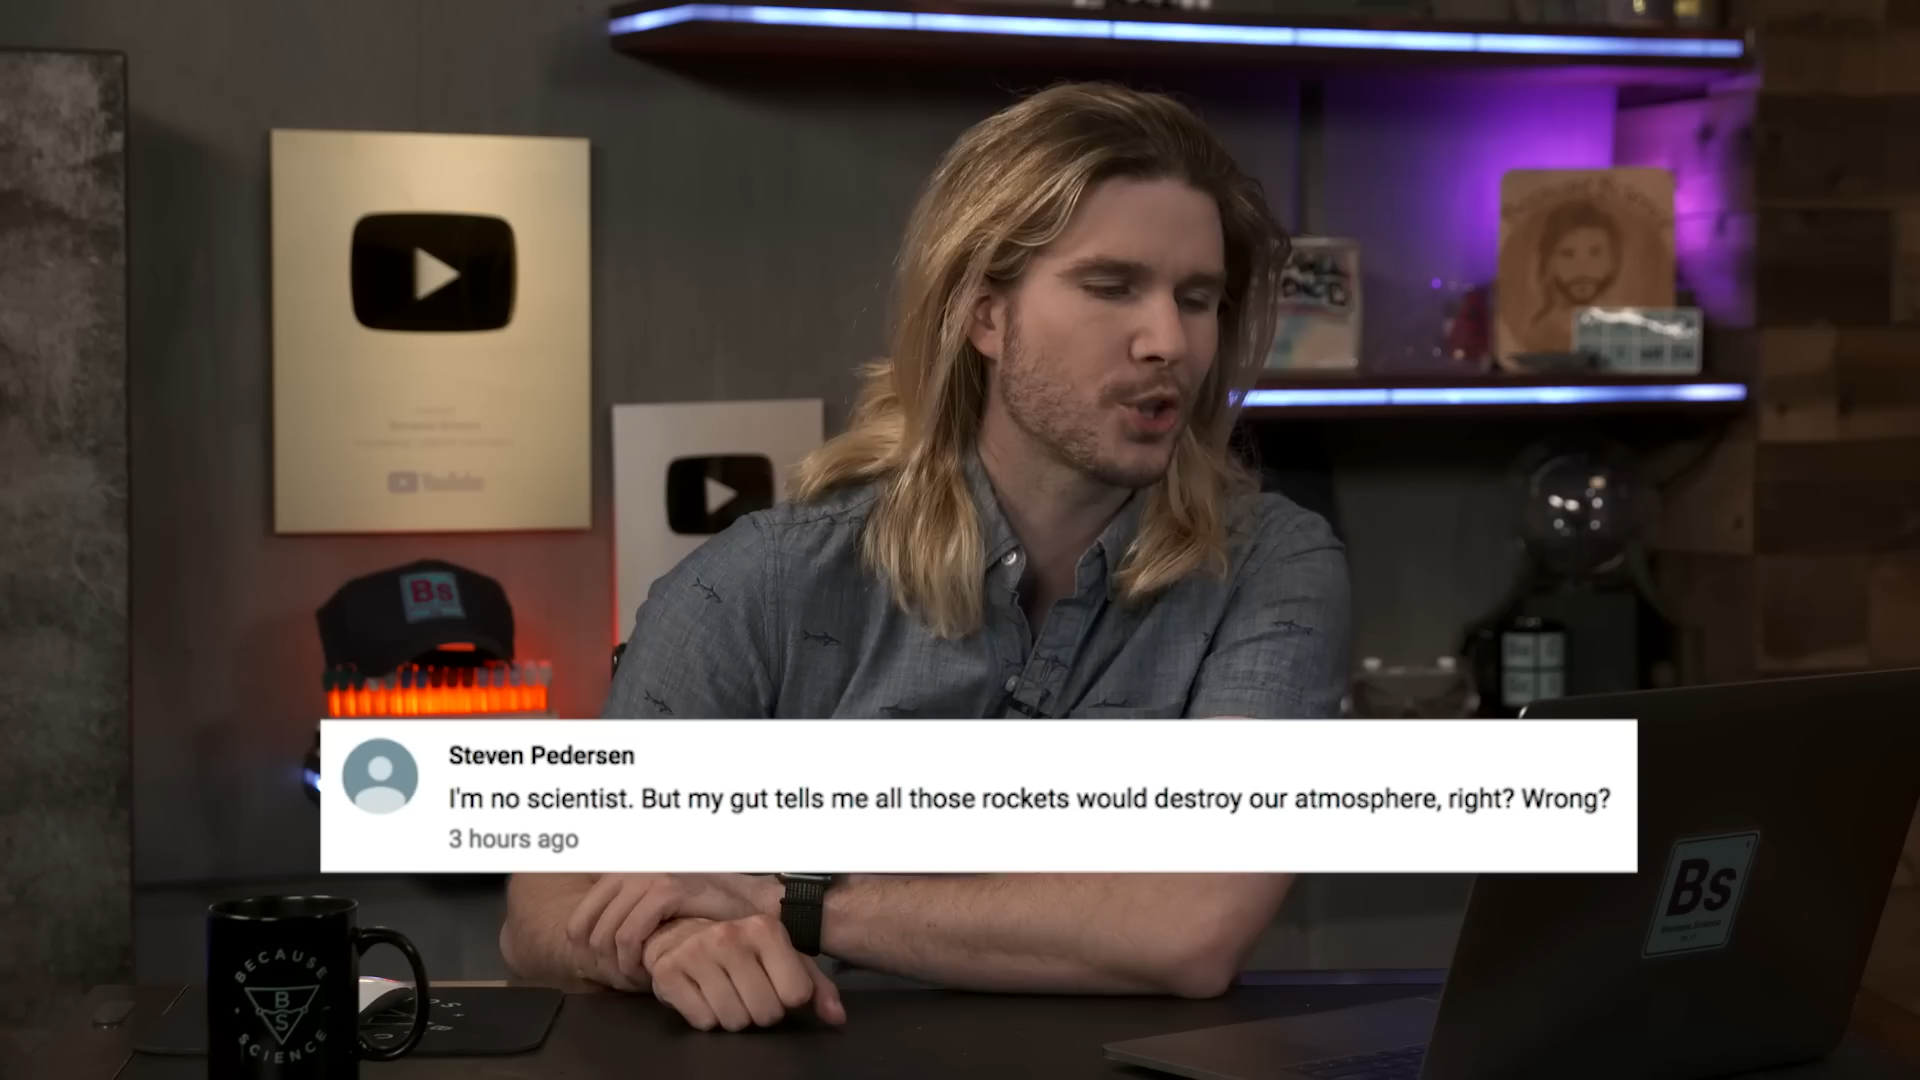 YouTube
Bs
Steven Pedersen
I'm no scientist. But my gut tells me all those rockets would destroy our atmosphere, right? Wrong?
3 hours ago
Bs
BECAUSE
B
S
SCIENCE